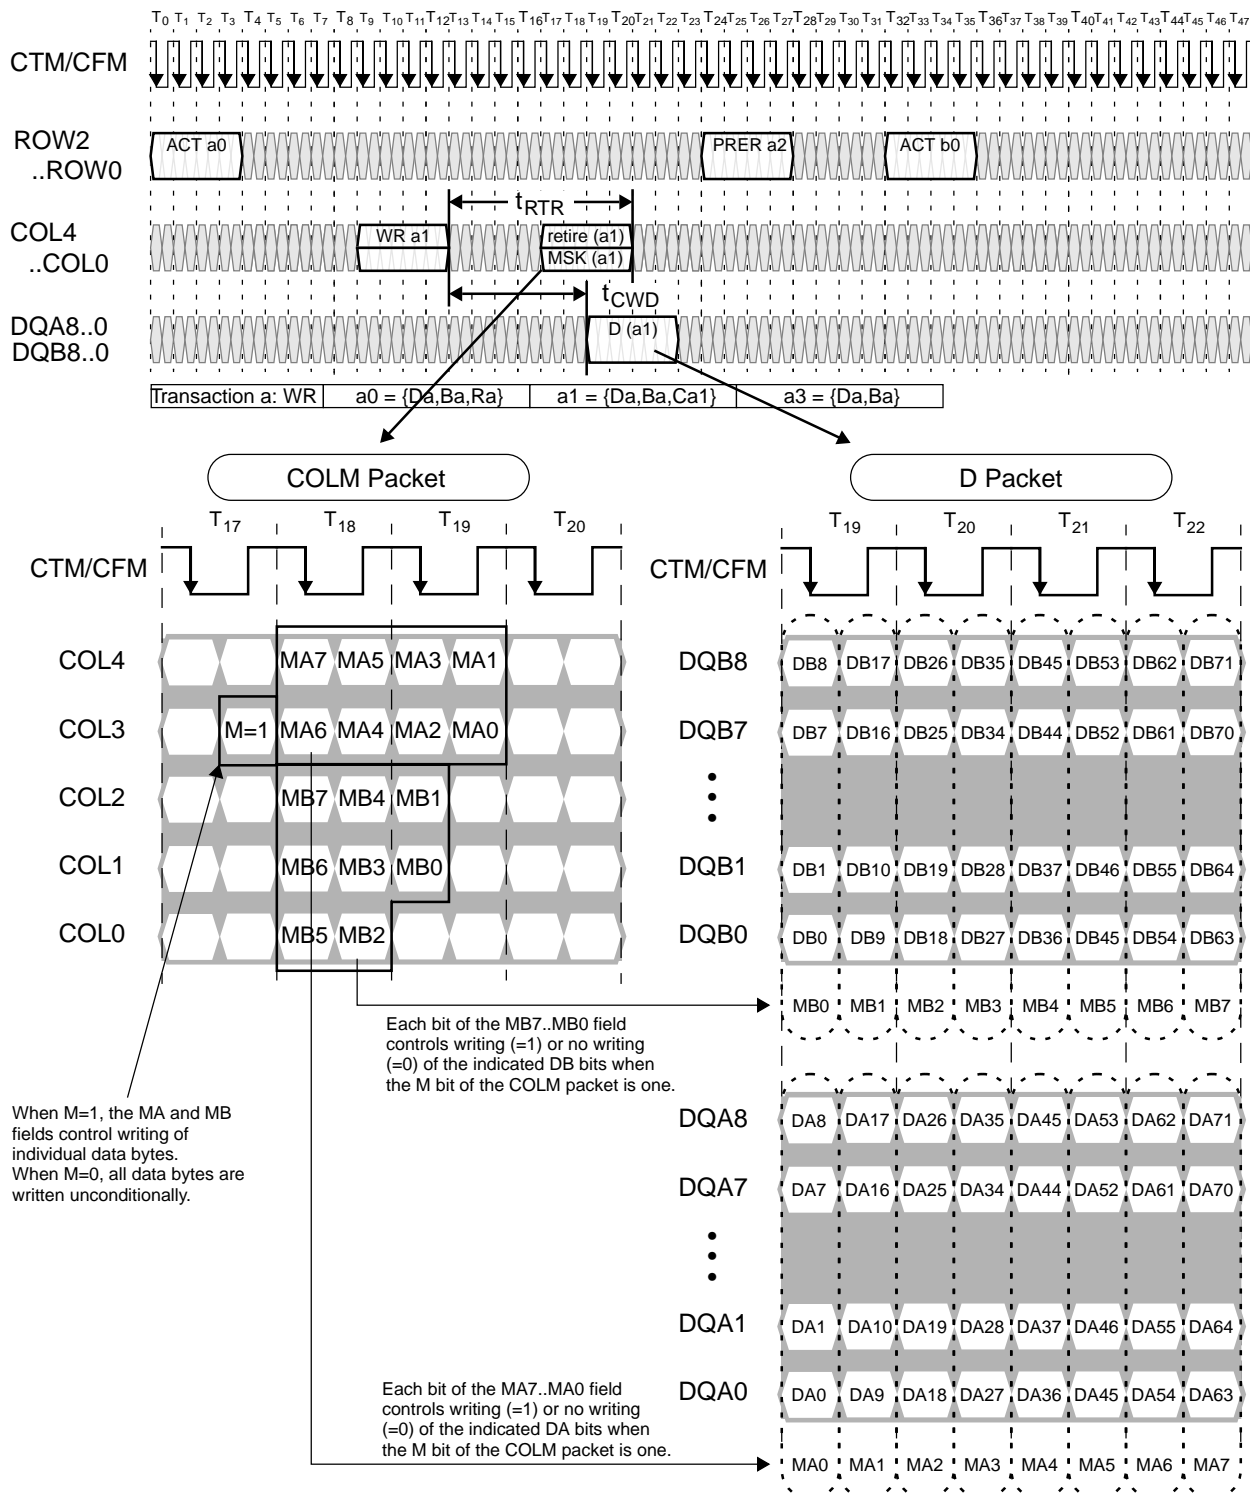 T0 T1 T2 T3 T4 T5 T6 T7 T8 T9 T10 T11 T12 T13 T14 T15 T16 T17 T18 T19 T20 T21 T22 T23 T24 T25 T26 T27 T28 T29 T30 T31 T32 T33 T34 T35 T36 T37 T38 T39 T40 T41 T42 T43 T44 T45 T46 T47
CTM/CFM
ROW2
..ROW0
ACT a0 PRER a2 ACT b0
tRTR
COL4
..COL0
WR a1 retire (a1)
MSK (a1)
tCWD
DQA8..0
DQB8..0
D (a1)
Transaction a: WR a0 = {Da,Ba,Ra} a1 = {Da,Ba,Ca1} a3 = {Da,Ba}
COLM Packet
T17 T18 T19 T20
CTM/CFM
COL4 MA7 MA5 MA3 MA1
COL3 M=1 MA6 MA4 MA2 MA0
COL2 MB7 MB4 MB1
COL1 MB6 MB3 MB0
COL0 MB5 MB2
When M=1, the MA and MB
fields control writing of
individual data bytes.
When M=0, all data bytes are
written unconditionally.
Each bit of the MB7..MB0 field
controls writing (=1) or no writing
(=0) of the indicated DB bits when
the M bit of the COLM packet is one.
Each bit of the MA7..MA0 field
controls writing (=1) or no writing
(=0) of the indicated DA bits when
the M bit of the COLM packet is one.
D Packet
T19 T20 T21 T22
CTM/CFM
DQB8 DB8 DB17 DB26 DB35 DB45 DB53 DB62 DB71
DQB7 DB7 DB16 DB25 DB34 DB44 DB52 DB61 DB70
DQB1 DB1 DB10 DB19 DB28 DB37 DB46 DB55 DB64
DQB0 DB0 DB9 DB18 DB27 DB36 DB45 DB54 DB63
MB0 MB1 MB2 MB3 MB4 MB5 MB6 MB7
DQA8 DA8 DA17 DA26 DA35 DA45 DA53 DA62 DA71
DQA7 DA7 DA16 DA25 DA34 DA44 DA52 DA61 DA70
DQA1 DA1 DA10 DA19 DA28 DA37 DA46 DA55 DA64
DQA0 DA0 DA9 DA18 DA27 DA36 DA45 DA54 DA63
MA0 MA1 MA2 MA3 MA4 MA5 MA6 MA7